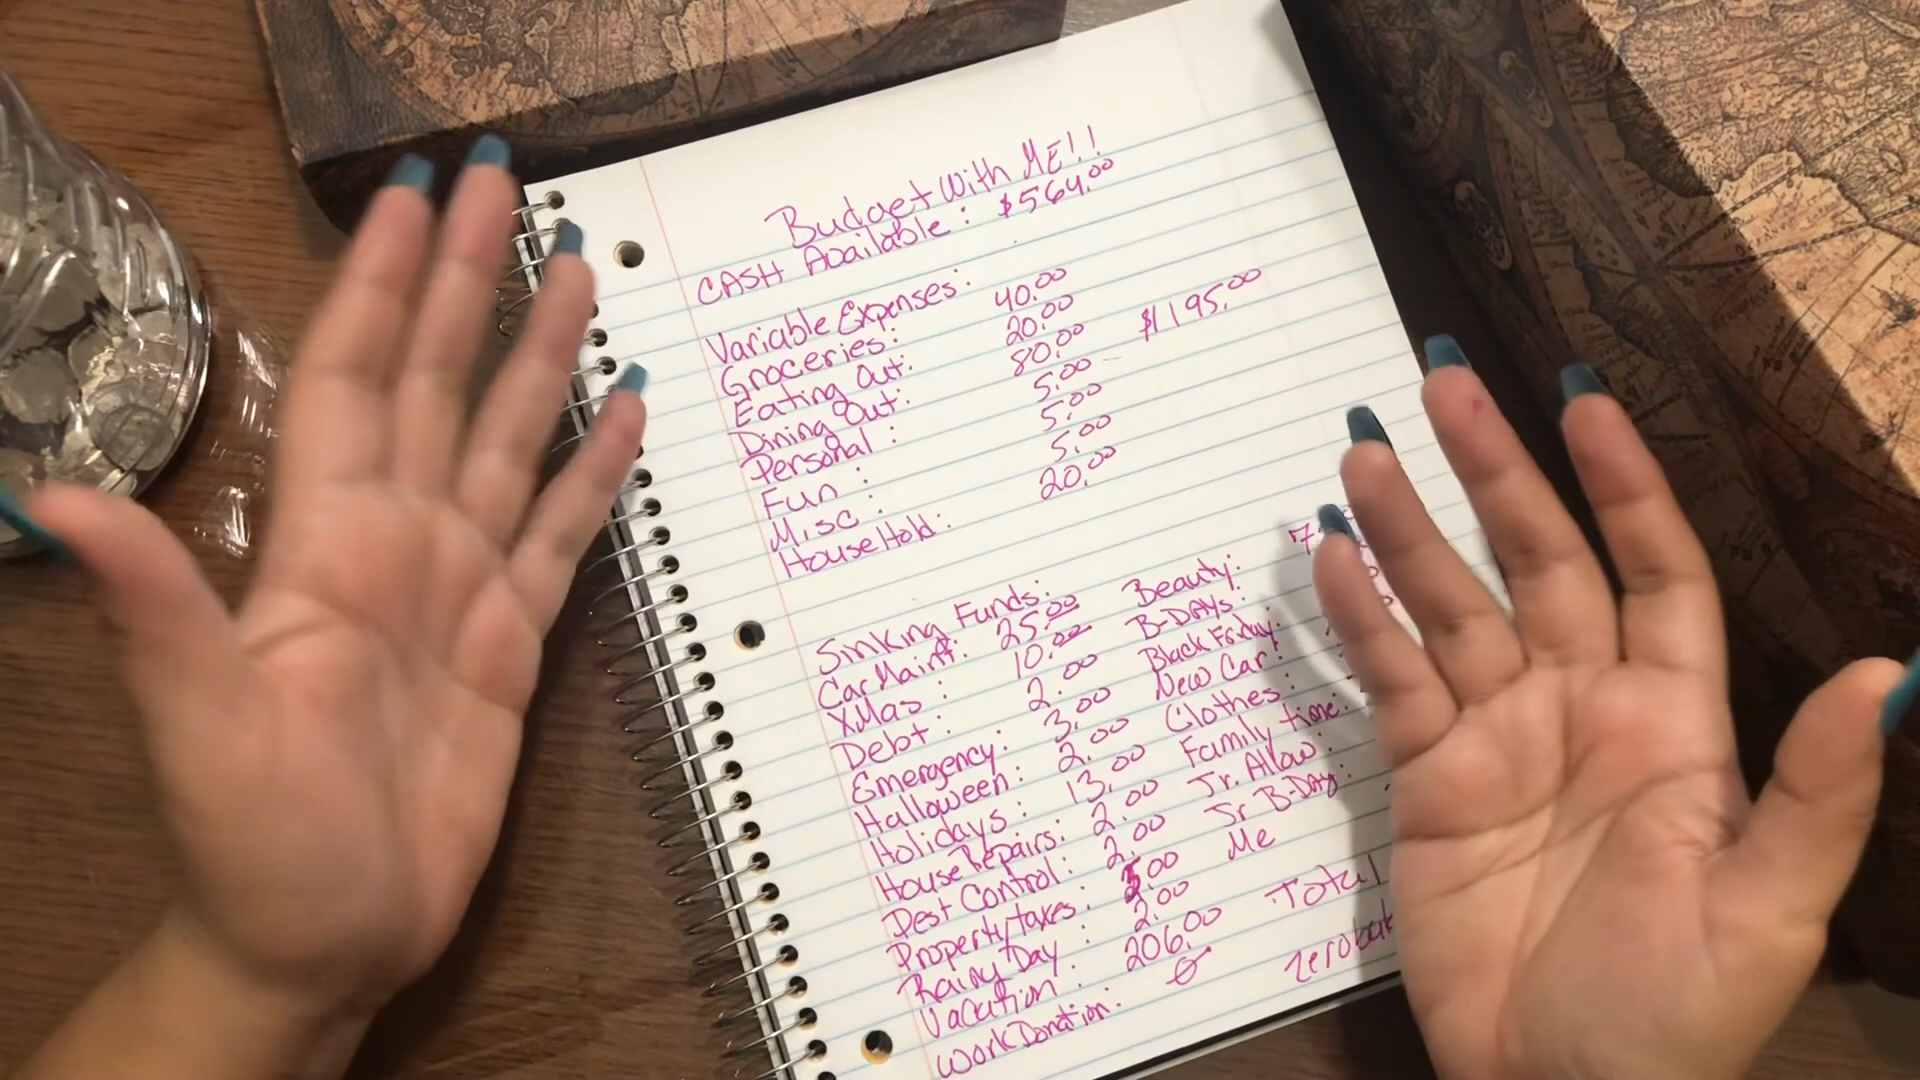 Budget With ME!!
CASH Available: $564.00
Variable Expenses:
Groceries: 40.00
Eating Out: 20.00
Dining Out: 80.00 $195.00
Personal: 5.00
Fun: 5.00
Misc: 5.00
HouseHold: 20.00
Sinking Funds:
Car Maint: 25.00
XMas: 10.00
Debt: 2.00
Emergency: 3.00
Halloween: 2.00
Holidays: 13.00
House Repairs: 2.00
Pest Control: 2.00
Property/taxes: 5.00
Rainy Day: 2.00
Vacation: 206.00
Work Donation: 0
Beauty:
B-DAYS:
Black Friday:
New Car:
Clothes:
Family time:
Jr. Allow:
Jr B-Day:
Me
Total